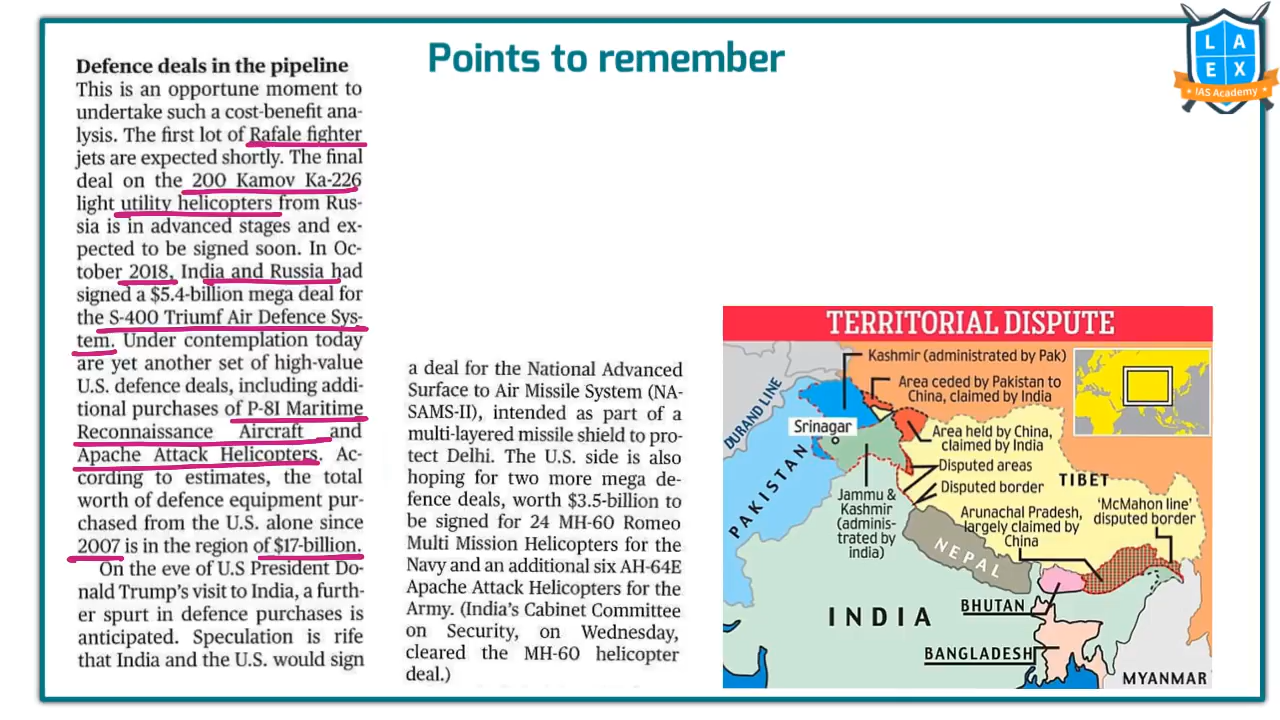 Points to remember
L A
E X
IAS Academy
Defence deals in the pipeline
This is an opportune moment to
undertake such a cost-benefit ana-
lysis. The first lot of Rafale fighter
jets are expected shortly. The final
deal on the 200 Kamov Ka-226
light utility helicopters from Rus-
sia is in advanced stages and ex-
pected to be signed soon. In Oc-
tober 2018, India and Russia had
signed a $5.4-billion mega deal for
the S-400 Triumf Air Defence Sys-
tem. Under contemplation today
are yet another set of high-value
U.S. defence deals, including addi-
tional purchases of P-8I Maritime
Reconnaissance Aircraft and
Apache Attack Helicopters. Ac-
cording to estimates, the total
worth of defence equipment pur-
chased from the U.S. alone since
2007 is in the region of $17-billion.
On the eve of U.S President Do-
nald Trump's visit to India, a furth-
er spurt in defence purchases is
anticipated. Speculation is rife
that India and the U.S. would sign
a deal for the National Advanced
Surface to Air Missile System (NA-
SAMS-II), intended as part of a
multi-layered missile shield to pro-
tect Delhi. The U.S. side is also
hoping for two more mega de-
fence deals, worth $3.5-billion to
be signed for 24 MH-60 Romeo
Multi Mission Helicopters for the
Navy and an additional six AH-64E
Apache Attack Helicopters for the
Army. (India's Cabinet Committee
on Security, on Wednesday,
cleared the MH-60 helicopter
deal.)
TERRITORIAL DISPUTE
Kashmir (administrated by Pak)
Area ceded by Pakistan to
China, claimed by India
DURAND LINE
Srinagar
Area held by China,
claimed by India
PAKISTAN
Disputed areas
Disputed border
TIBET
Jammu &
Kashmir
(adminis-
trated by
india)
Arunachal Pradesh,
largely claimed by
China
'McMahon line'
disputed border
NEPAL
INDIA
BHUTAN
BANGLADESH
MYANMAR